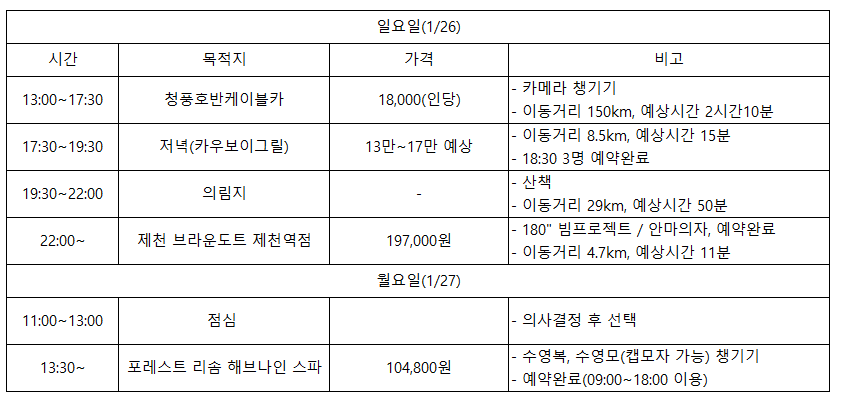 일요일(1/26)
시간 목적지 가격 비고
13:00~17:30 청풍호반케이블카 18,000(인당) - 카메라 챙기기
- 이동거리 150km, 예상시간 2시간10분
17:30~19:30 저녁(카우보이그릴) 13만~17만 예상 - 이동거리 8.5km, 예상시간 15분
- 18:30 3명 예약완료
19:30~22:00 의림지 - - 산책
- 이동거리 29km, 예상시간 50분
22:00~ 제천 브라운도트 제천역점 197,000원 - 180" 빔프로젝트 / 안마의자, 예약완료
- 이동거리 4.7km, 예상시간 11분
월요일(1/27)
11:00~13:00 점심 - 의사결정 후 선택
13:30~ 포레스트 리솜 해브나인 스파 104,800원 - 수영복, 수영모(캡모자 가능) 챙기기
- 예약완료(09:00~18:00 이용)